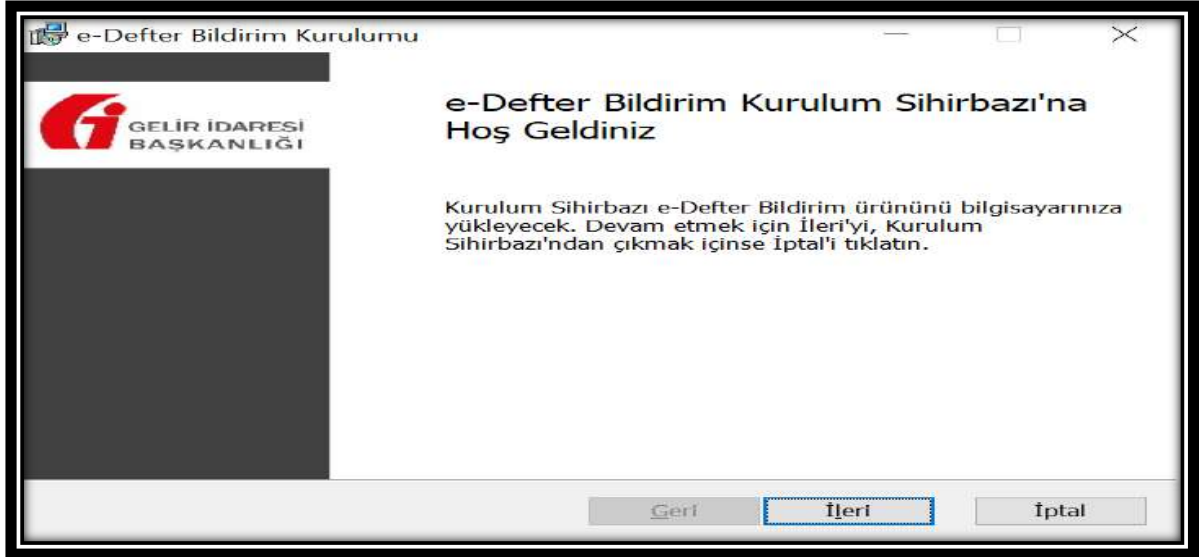 e-Defter Bildirim Kurulumu
GELİR İDARESİ
BAŞKANLIĞI
e-Defter Bildirim Kurulum Sihirbazı'na
Hoş Geldiniz
Kurulum Sihirbazı e-Defter Bildirim ürününü bilgisayarınıza
yükleyecek. Devam etmek için İleri'yi, Kurulum
Sihirbazı'ndan çıkmak içinse İptal'i tıklatın.
Geri İleri İptal